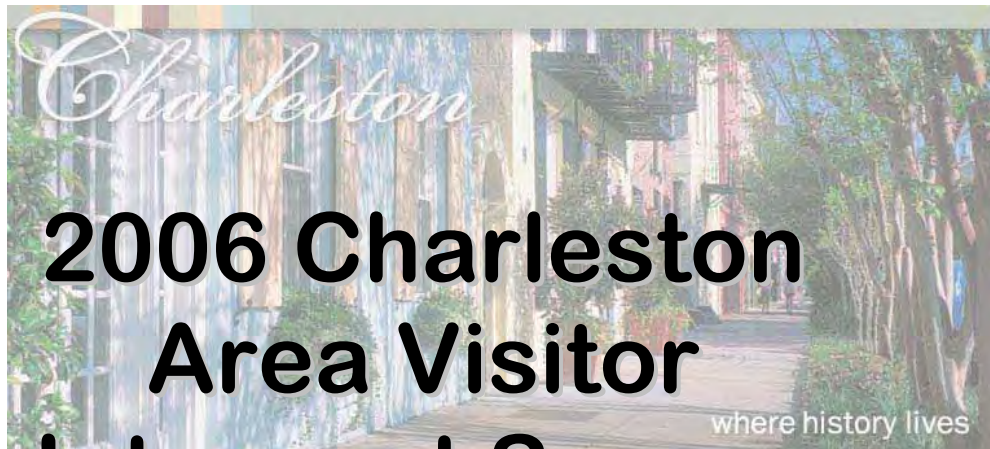 Charleston
2006 Charleston
Area Visitor
where history lives